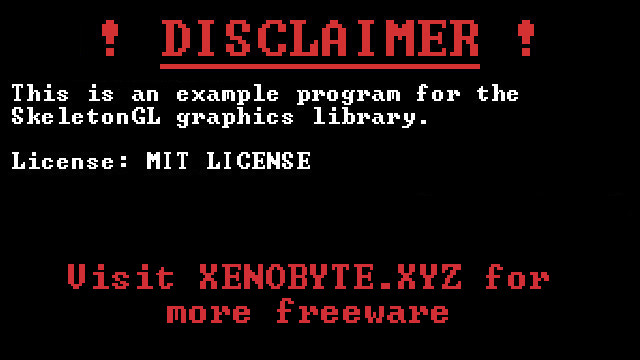 ! DISCLAIMER !
This is an example program for the
SkeletonGL graphics library.
License: MIT LICENSE
Visit XENOBYTE.XYZ for
more freeware